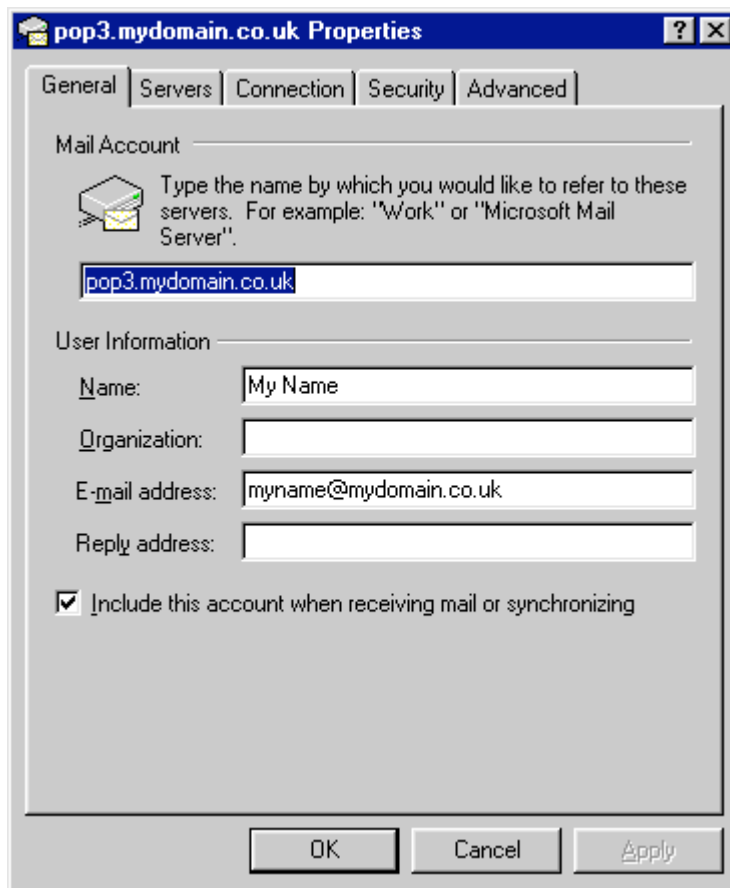 pop3.mydomain.co.uk Properties
General Servers Connection Security Advanced
Mail Account
Type the name by which you would like to refer to these
servers. For example: "Work" or "Microsoft Mail
Server".
pop3.mydomain.co.uk
User Information
Name: My Name
Organization:
E-mail address: myname@mydomain.co.uk
Reply address:
Include this account when receiving mail or synchronizing
OK Cancel Apply